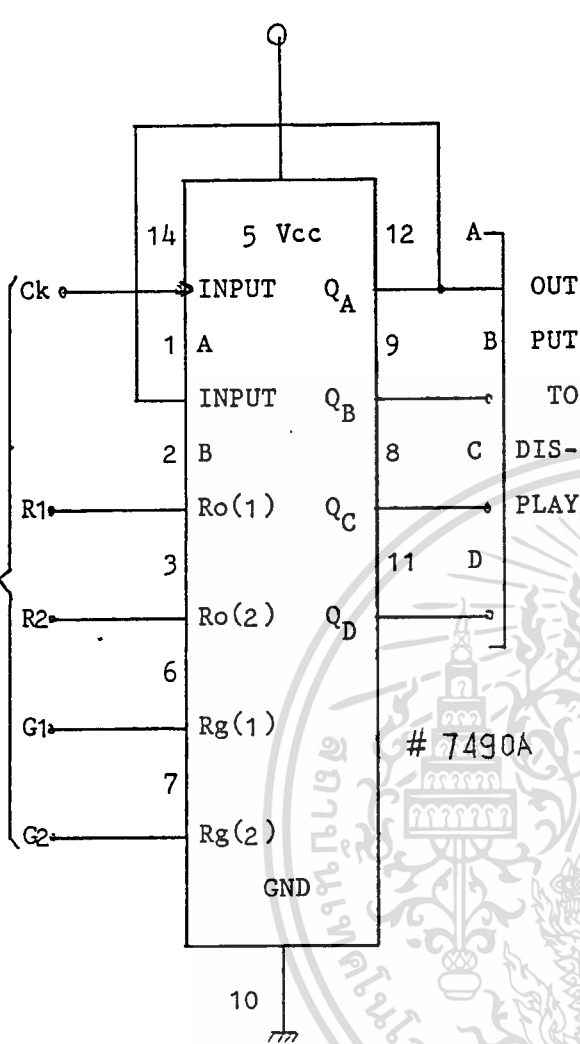 14 5 Vcc 12 A
Ck INPUT QA OUT
1 A 9 B PUT
INPUT QB TO
2 B 8 C DIS-
R1 Ro(1) QC PLAY
3 11 D
R2 Ro(2) QD
6
G1 Rg(1) # 7490A
7
G2 Rg(2)
GND
10